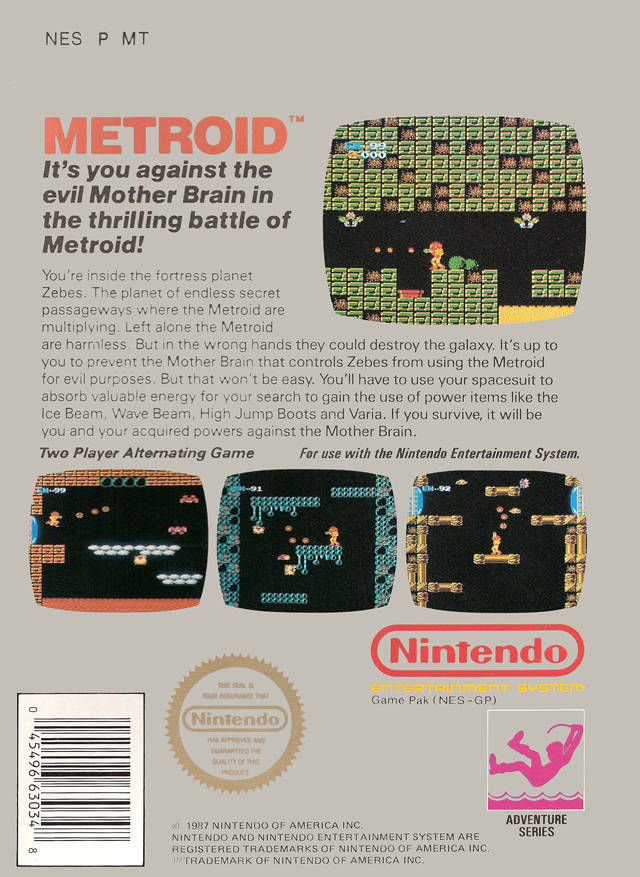 NES P MT
METROID™
It's you against the
evil Mother Brain in
the thrilling battle of
Metroid!
You're inside the fortress planet
Zebes. The planet of endless secret
passageways where the Metroid are
multiplying. Left alone the Metroid
are harmless. But in the wrong hands they could destroy the galaxy. It's up to
you to prevent the Mother Brain that controls Zebes from using the Metroid
for evil purposes. But that won't be easy. You'll have to use your spacesuit to
absorb valuable energy for your search to gain the use of power items like the
Ice Beam, Wave Beam, High Jump Boots and Varia. If you survive, it will be
you and your acquired powers against the Mother Brain.
EN..99
000
Two Player Alternating Game
For use with the Nintendo Entertainment System.
EN..99
EN..91
EN..92
Nintendo
ENTERTAINMENT SYSTEM
Game Pak (NES-GP)
THIS SEAL IS
YOUR ASSURANCE THAT
Nintendo
HAS APPROVED AND
GUARANTEED THE
QUALITY OF THIS
PRODUCT
0 45496 63034 8
ADVENTURE
SERIES
© 1987 NINTENDO OF AMERICA INC.
NINTENDO AND NINTENDO ENTERTAINMENT SYSTEM ARE
REGISTERED TRADEMARKS OF NINTENDO OF AMERICA INC.
™TRADEMARK OF NINTENDO OF AMERICA INC.